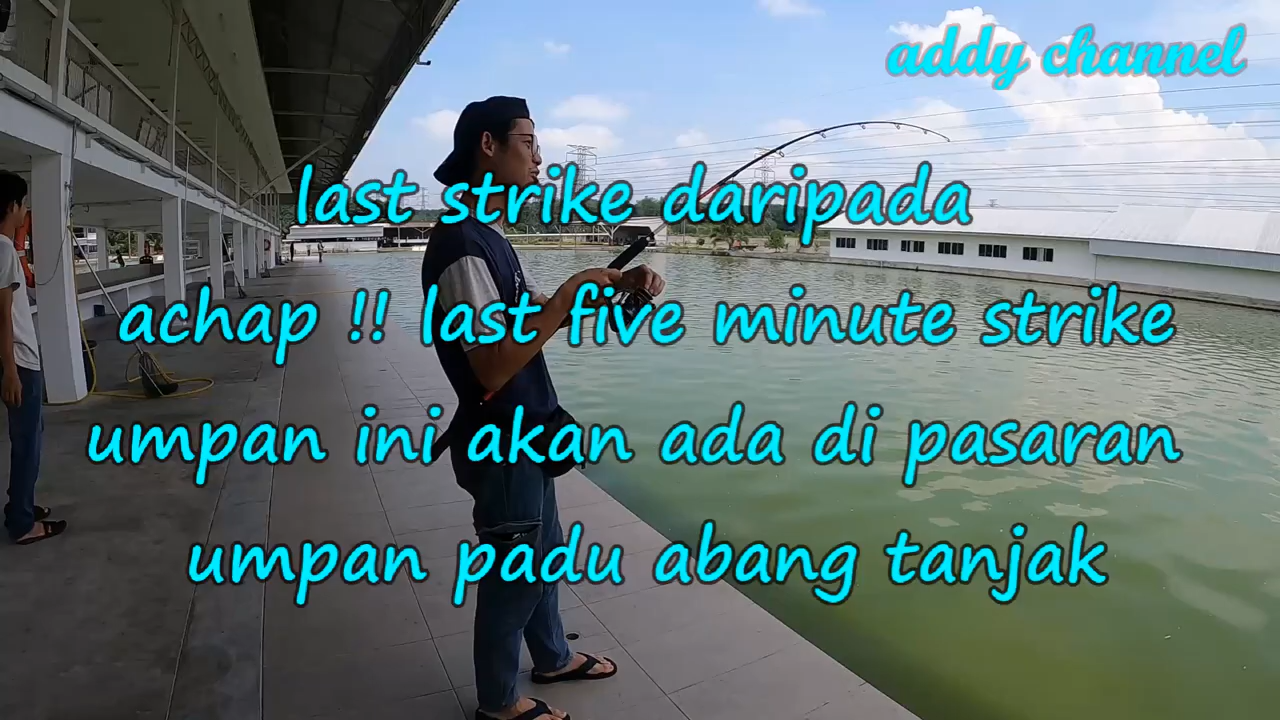 addy channel
last strike daripada
achap !! last five minute strike
umpan ini akan ada di pasaran
umpan padu abang tanjak